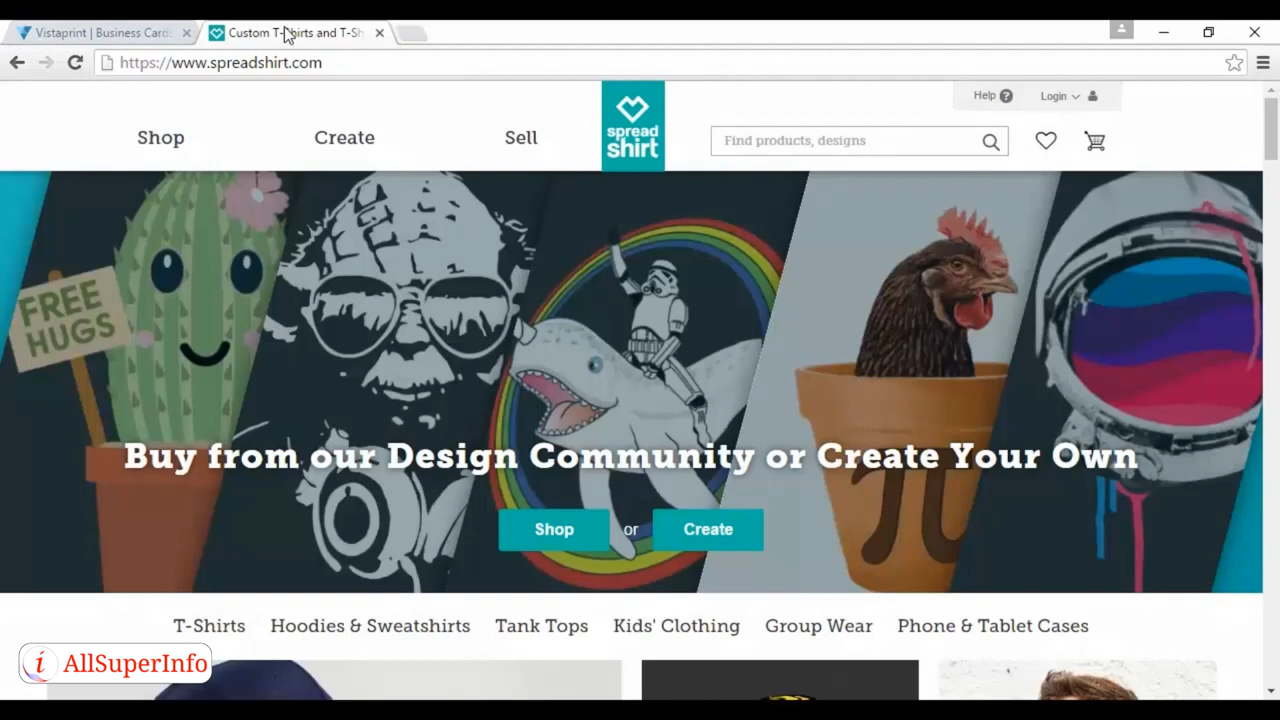 Vistaprint | Business Card
Custom T-Shirts and T-Sh
https://www.spreadshirt.com
Help ?
Login
Shop
Create
Sell
spread
shirt
Find products, designs
FREE
HUGS
Buy from our Design Community or Create Your Own
Shop or Create
T-Shirts
Hoodies & Sweatshirts
Tank Tops
Kids' Clothing
Group Wear
Phone & Tablet Cases
i AllSuperInfo